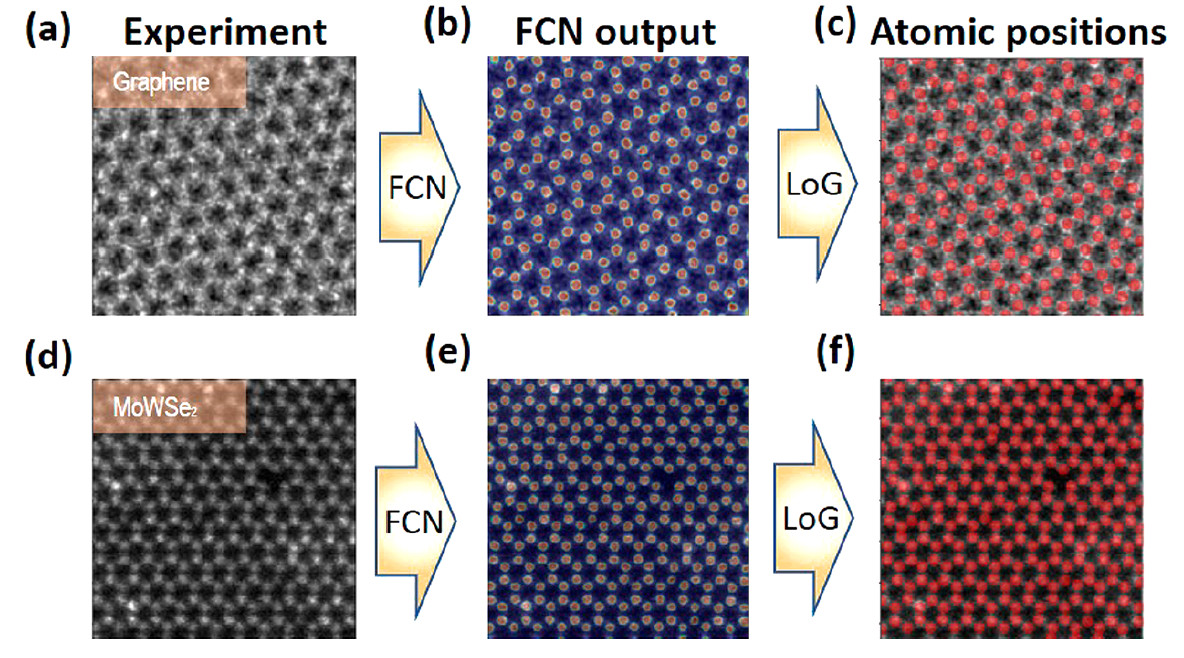 (a) Experiment (b) FCN output (c) Atomic positions
Graphene
FCN
LoG
(d) (e) (f)
MoWSe₂
FCN
LoG